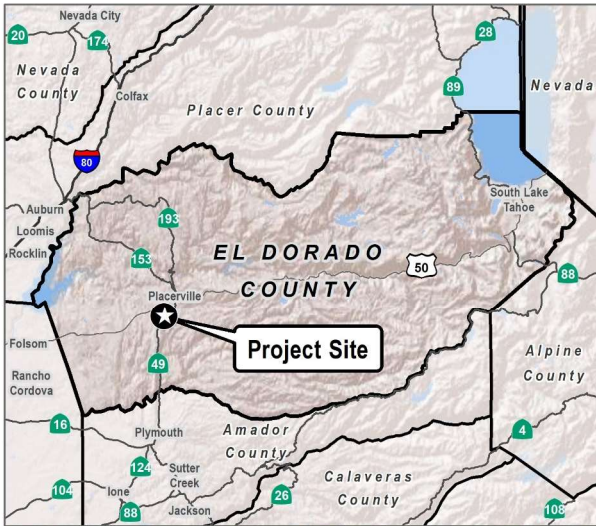 Nevada City
28
20
174
Nevada
County
89
Nevada
Colfax
Placer County
80
South Lake
Tahoe
Auburn
Loomis
193
Rocklin
153
EL DORADO
COUNTY
50
88
Placerville
Project Site
Folsom
49
Alpine
County
Rancho
Cordova
16
Amador
County
4
Plymouth
124
Sutter
Creek
Calaveras
County
104
Ione
26
88
Jackson
108